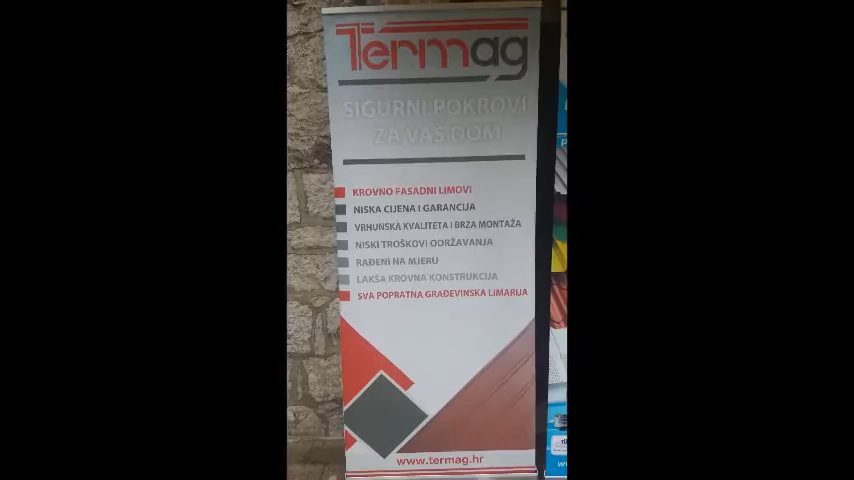 Termag
SIGURNI POKROVI
ZA VAŠ DOM
KROVNO FASADNI LIMOVI
NISKA CIJENA I GARANCIJA
VRHUNSKA KVALITETA I BRZA MONTAŽA
NISKI TROŠKOVI ODRŽAVANJA
RAĐENI NA MJERU
LAKŠA KROVNA KONSTRUKCIJA
SVA POPRATNA GRAĐEVINSKA LIMARIJA
www.termag.hr